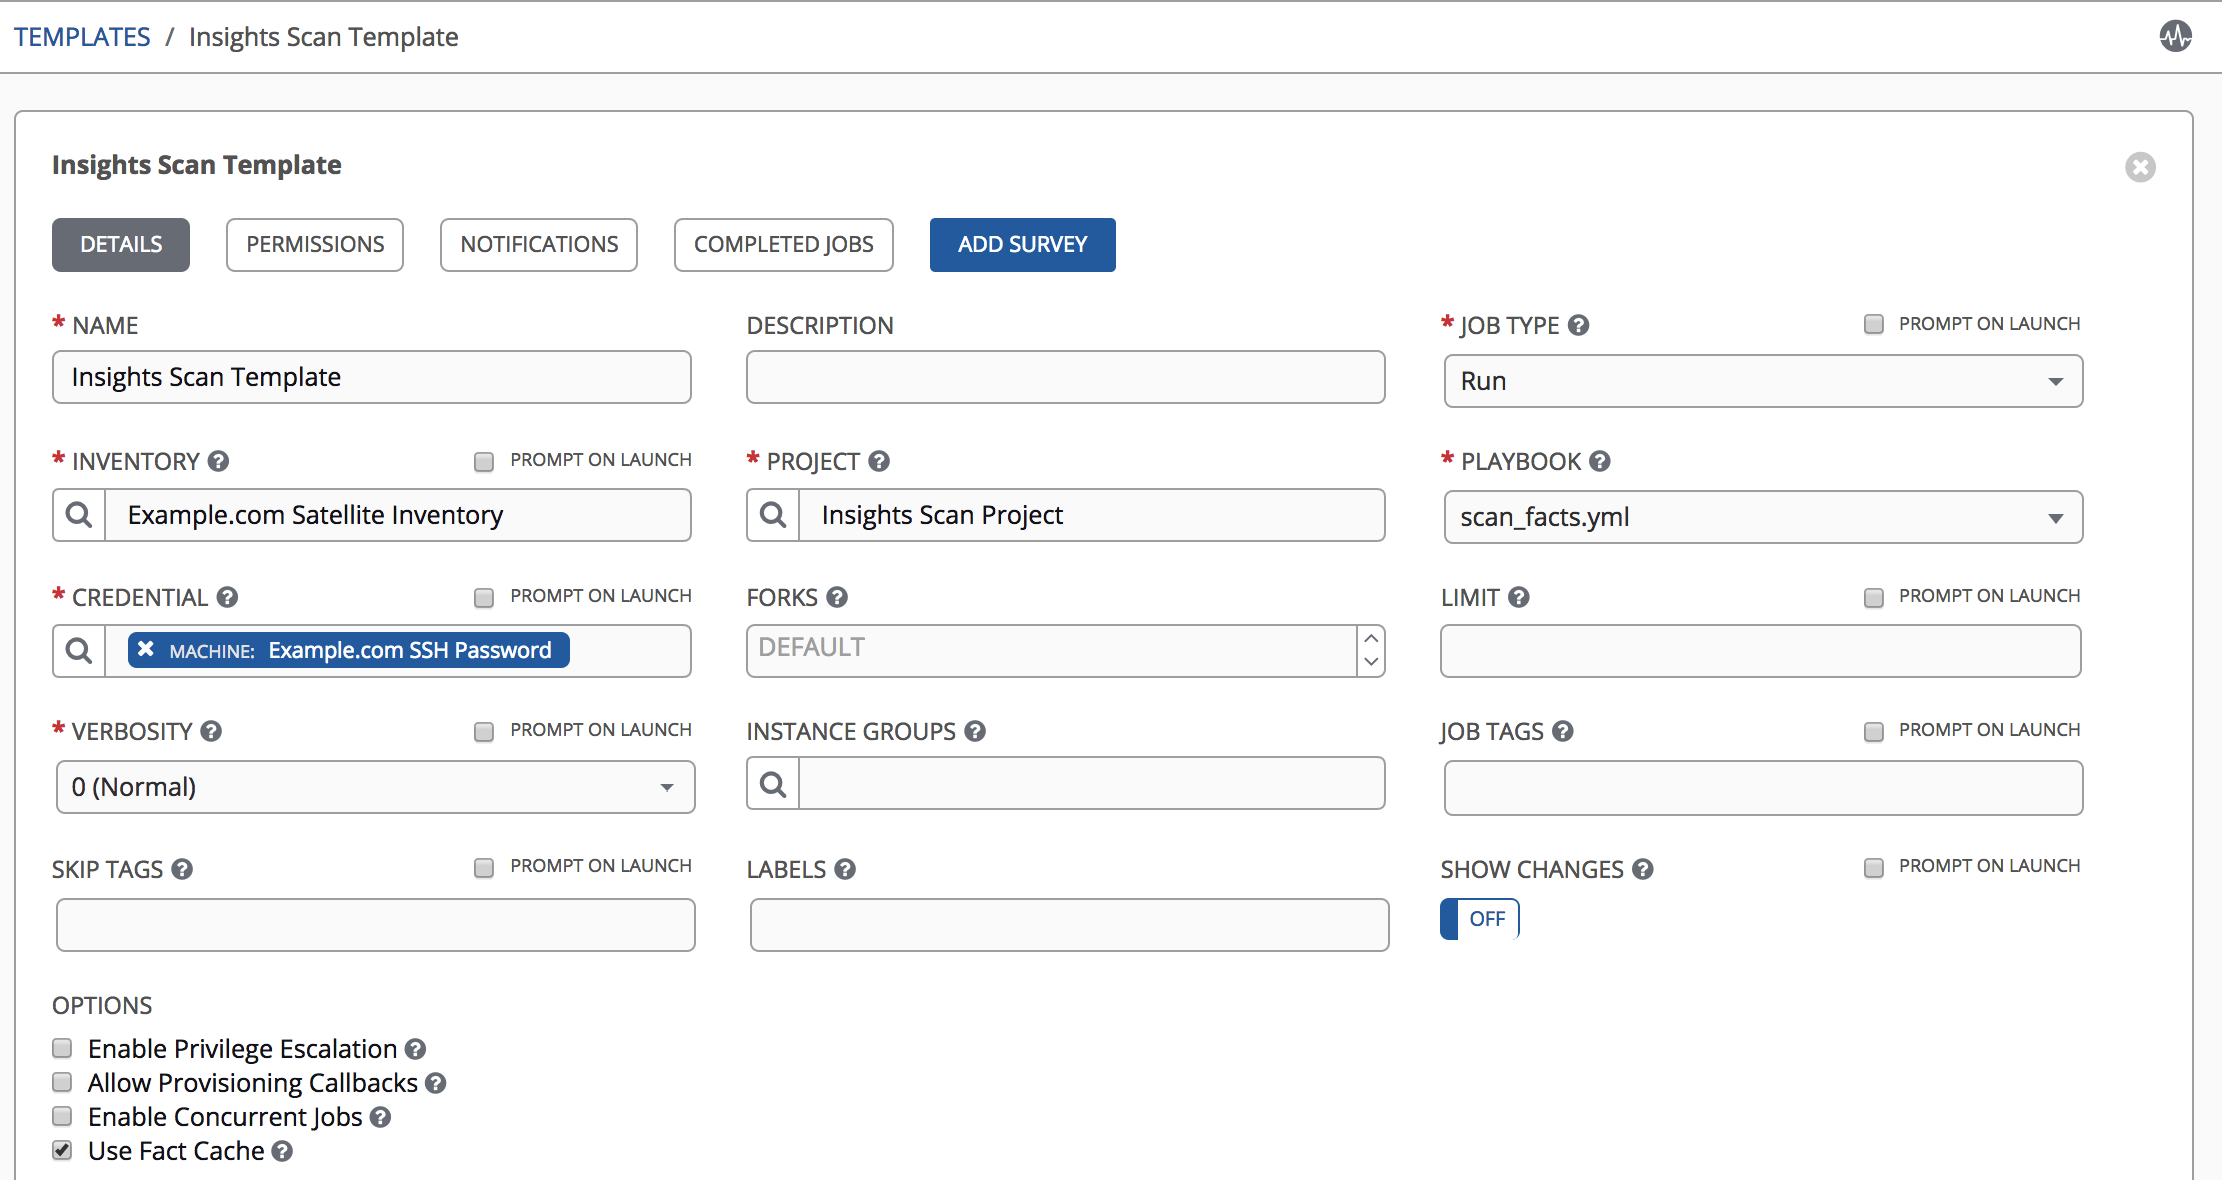 TEMPLATES / Insights Scan Template
Insights Scan Template
DETAILS PERMISSIONS NOTIFICATIONS COMPLETED JOBS ADD SURVEY
* NAME DESCRIPTION * JOB TYPE ? PROMPT ON LAUNCH
Insights Scan Template Run
* INVENTORY ? PROMPT ON LAUNCH * PROJECT ? * PLAYBOOK ?
Example.com Satellite Inventory Insights Scan Project scan_facts.yml
* CREDENTIAL ? PROMPT ON LAUNCH FORKS ? LIMIT ? PROMPT ON LAUNCH
MACHINE: Example.com SSH Password DEFAULT
* VERBOSITY ? PROMPT ON LAUNCH INSTANCE GROUPS ? JOB TAGS ? PROMPT ON LAUNCH
0 (Normal)
SKIP TAGS ? PROMPT ON LAUNCH LABELS ? SHOW CHANGES ? PROMPT ON LAUNCH
OFF
OPTIONS
Enable Privilege Escalation ?
Allow Provisioning Callbacks ?
Enable Concurrent Jobs ?
Use Fact Cache ?